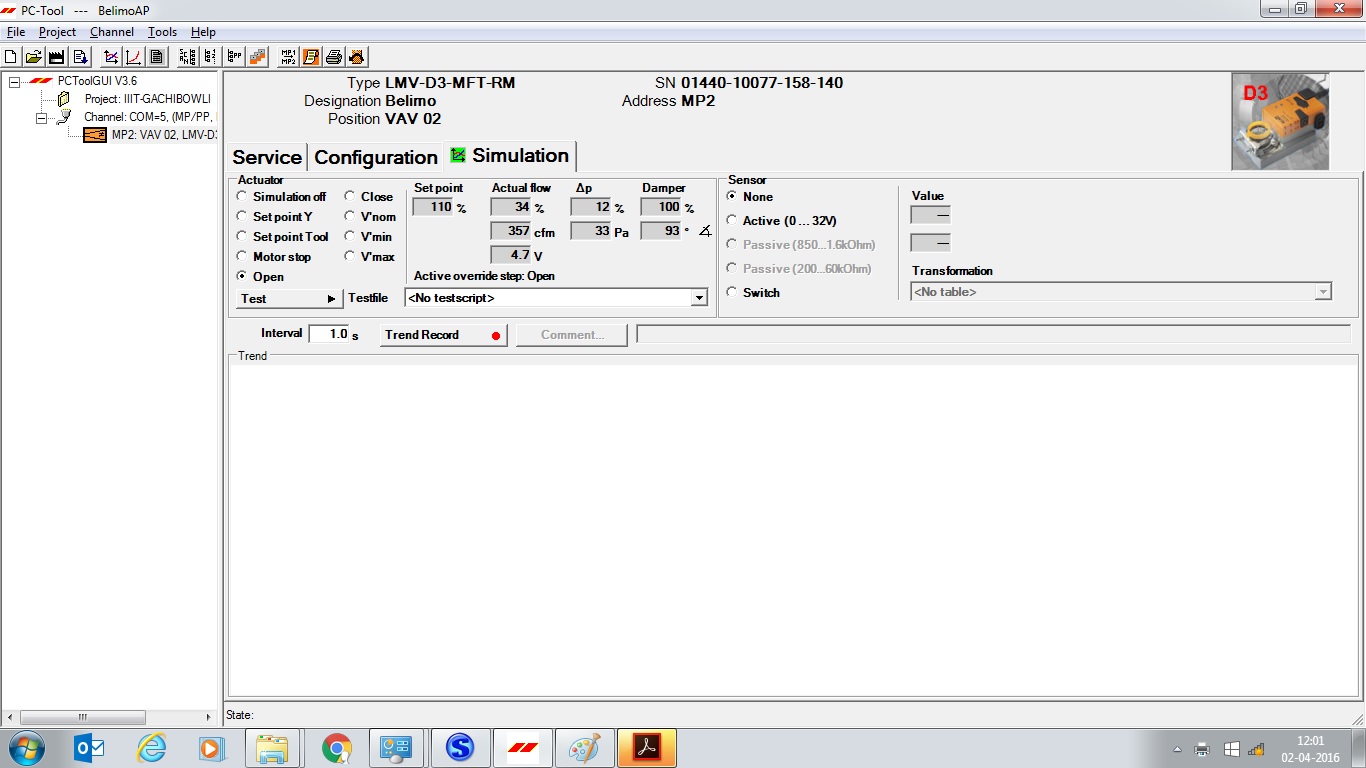 PC-Tool --- BelimoAP
File Project Channel Tools Help
PCToolGUI V3.6
Project: IIIT-GACHIBOWLI
Channel: COM=5, (MP/PP,
MP2: VAV 02, LMV-D3
Type LMV-D3-MFT-RM SN 01440-10077-158-140
Designation Belimo Address MP2
Position VAV 02
D3
Service Configuration Simulation
Actuator
Simulation off Close
Set point Y V'nom
Set point Tool V'min
Motor stop V'max
Open
Test Testfile <No testscript>
Set point Actual flow Δp Damper
110 % 34 % 12 % 100 %
357 cfm 33 Pa 93 °
4.7 V
Active override step: Open
Sensor
None
Active (0 ... 32V)
Passive (850...1.6kOhm)
Passive (200...60kOhm)
Switch
Value
—
—
Transformation
<No table>
Interval 1.0 s Trend Record Comment...
Trend
State:
12:01
02-04-2016